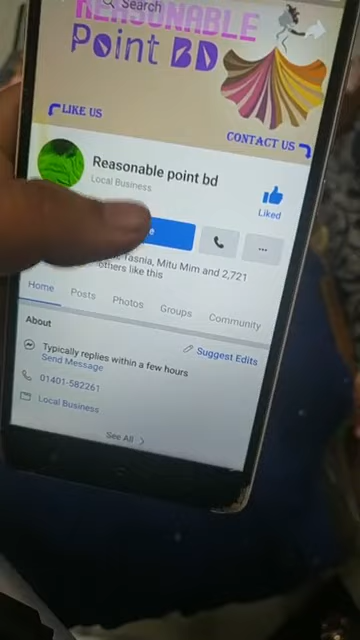 Search
REASONABLE
Point BD
LIKE US
CONTACT US
Reasonable point bd
Local Business
Liked
Tasnia, Mitu Mim and 2,721
others like this
Home
Posts
Photos
Groups
Community
About
Suggest Edits
Typically replies within a few hours
Send Message
01401-582261
Local Business
See All